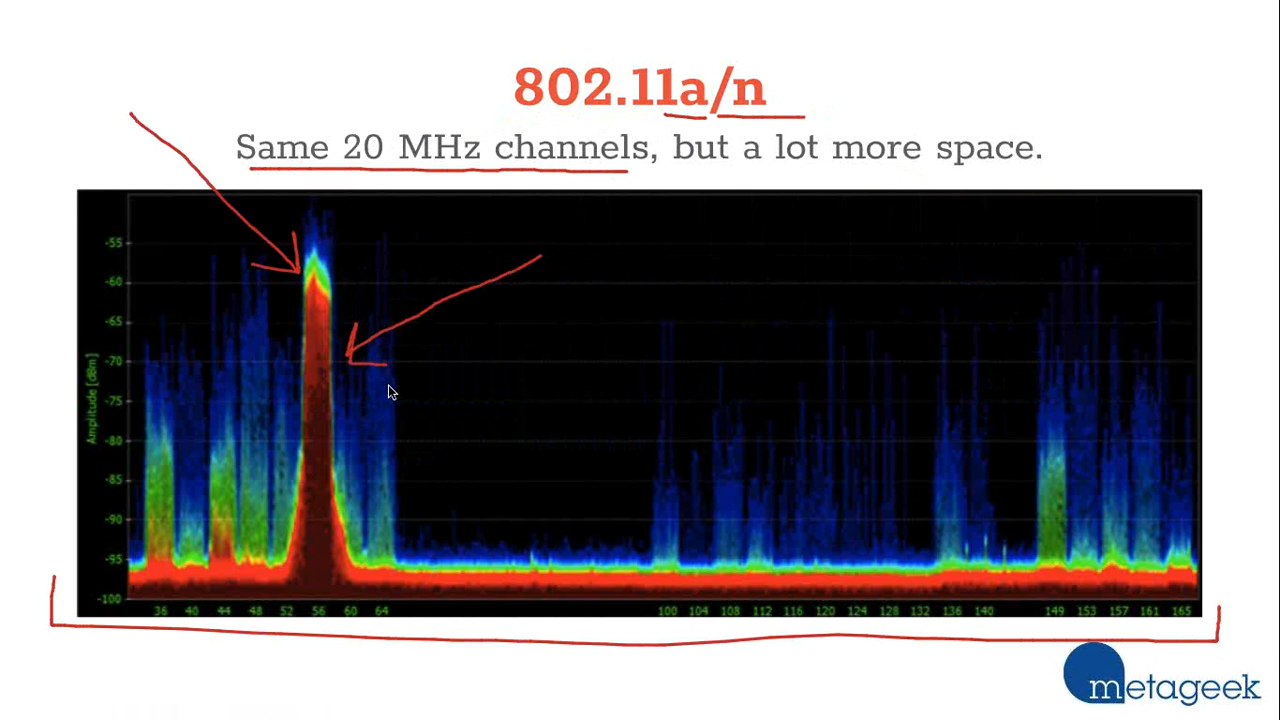 802.11a/n
Same 20 MHz channels, but a lot more space.
Amplitude [dBm]
-55
-60
-65
-70
-75
-80
-85
-90
-95
-100
36 40 44 48 52 56 60 64 100 104 108 112 116 120 124 128 132 136 140 149 153 157 161 165
metageek